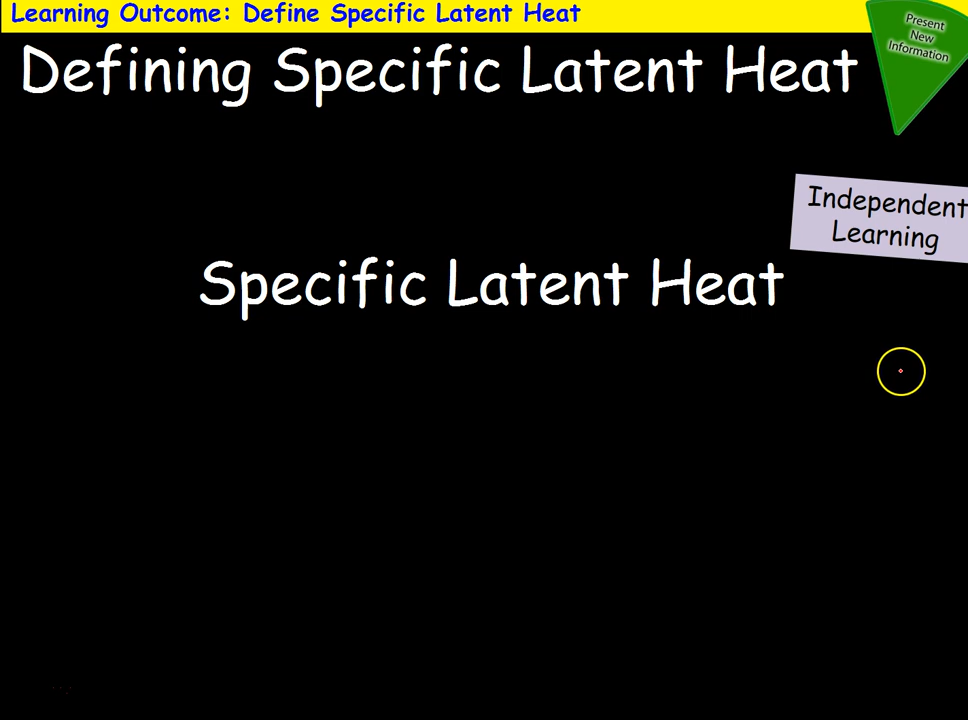 Learning Outcome: Define Specific Latent Heat
Present
New
Information
Defining Specific Latent Heat
Independent
Learning
Specific Latent Heat